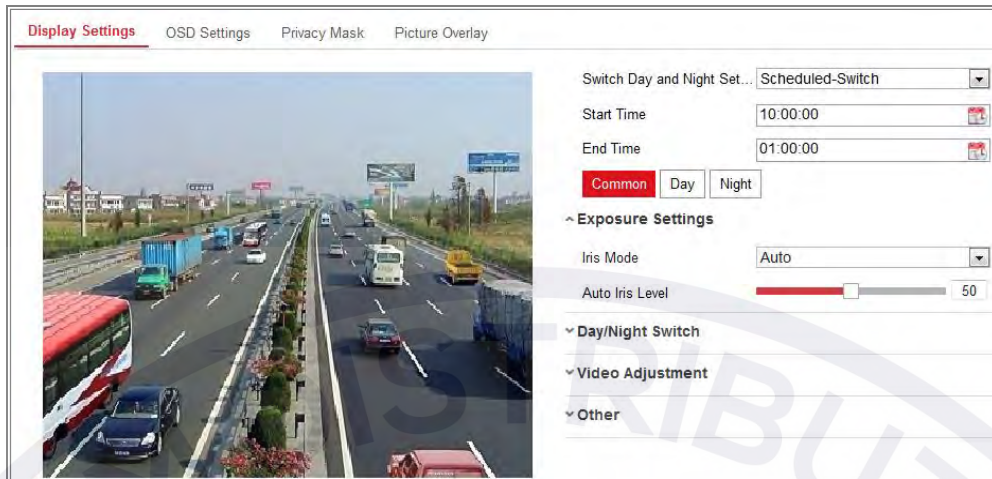 Display Settings OSD Settings Privacy Mask Picture Overlay
Switch Day and Night Set... Scheduled-Switch
Start Time 10:00:00
End Time 01:00:00
Common Day Night
Exposure Settings
Iris Mode Auto
Auto Iris Level 50
Day/Night Switch
Video Adjustment
Other